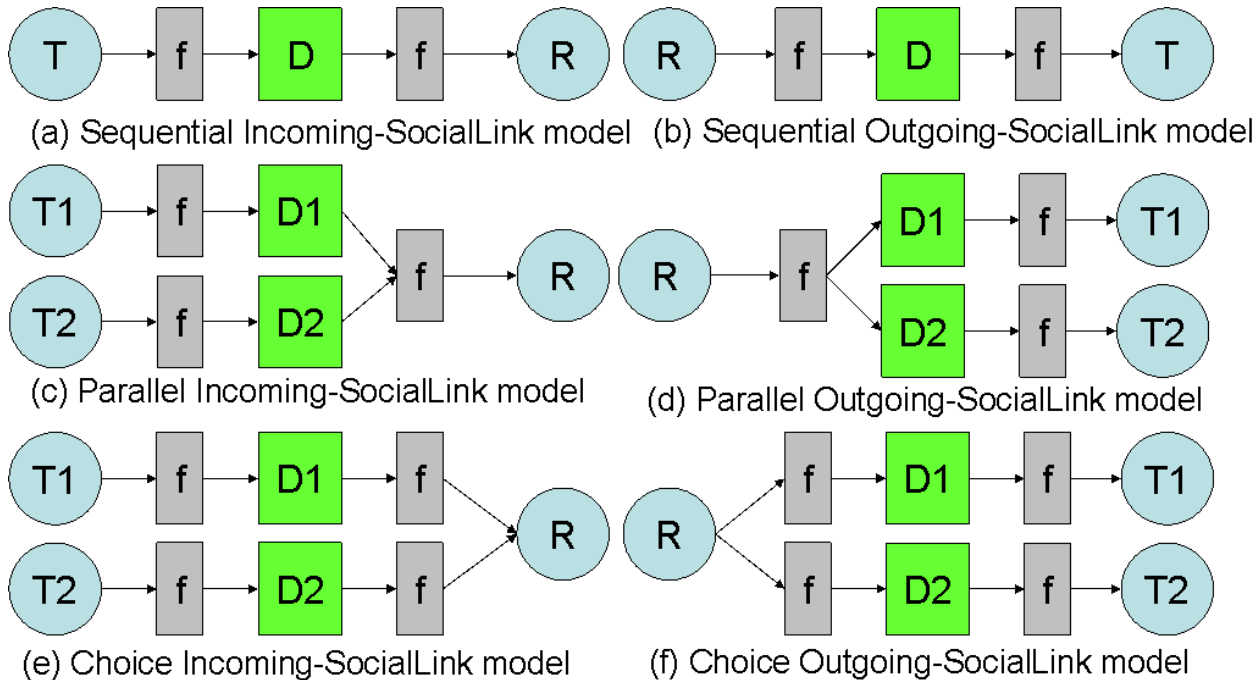 T f D f R R f D f T
(a) Sequential Incoming-SocialLink model (b) Sequential Outgoing-SocialLink model
T1 f D1 D1 f T1
f R R f
T2 f D2 D2 f T2
(c) Parallel Incoming-SocialLink model (d) Parallel Outgoing-SocialLink model
T1 f D1 f f D1 f T1
R R
T2 f D2 f f D2 f T2
(e) Choice Incoming-SocialLink model (f) Choice Outgoing-SocialLink model